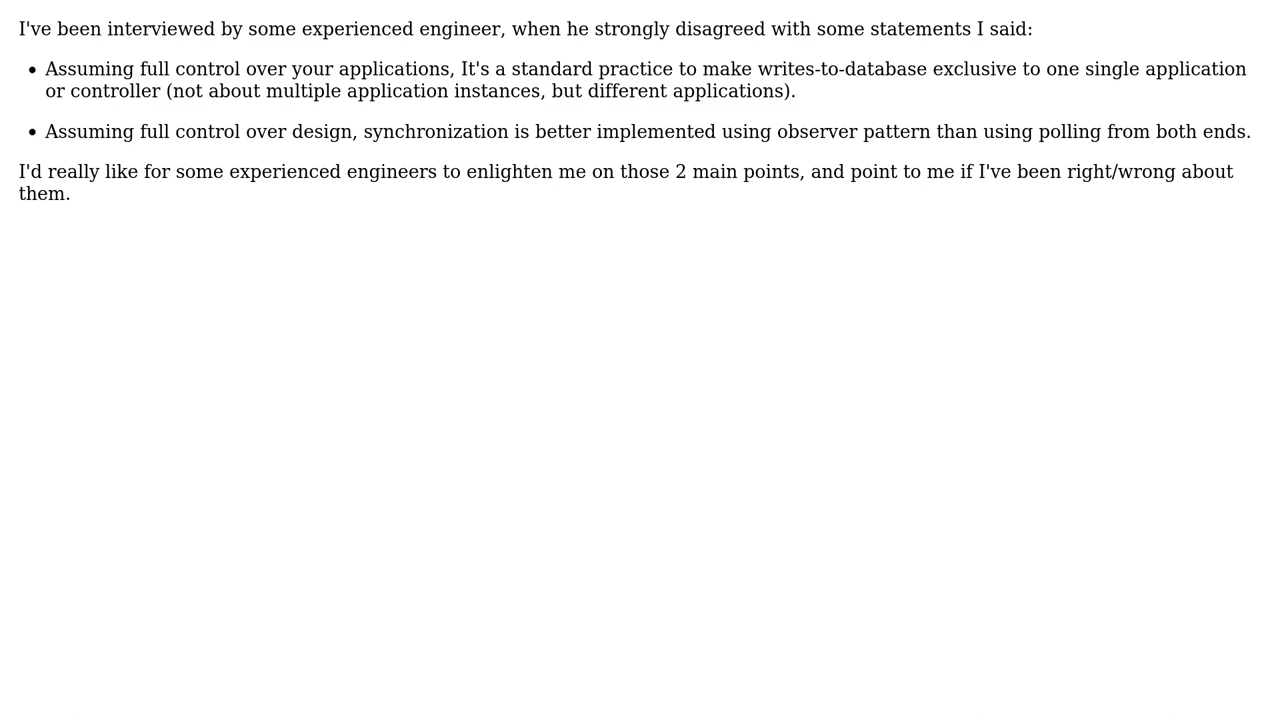 I've been interviewed by some experienced engineer, when he strongly disagreed with some statements I said:
• Assuming full control over your applications, It's a standard practice to make writes-to-database exclusive to one single application
or controller (not about multiple application instances, but different applications).
• Assuming full control over design, synchronization is better implemented using observer pattern than using polling from both ends.
I'd really like for some experienced engineers to enlighten me on those 2 main points, and point to me if I've been right/wrong about
them.